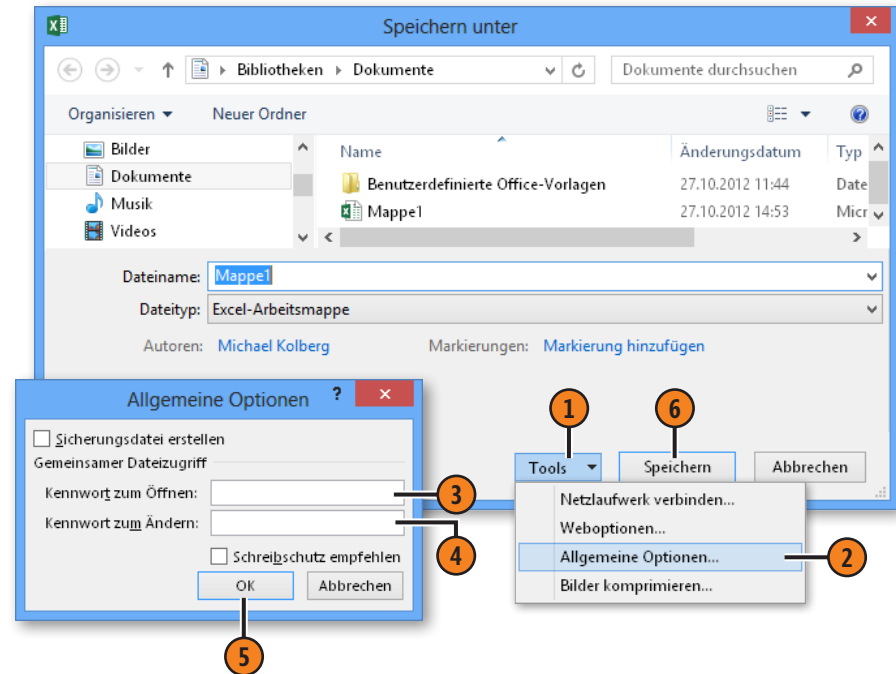 Speichern unter
Bibliotheken Dokumente
Dokumente durchsuchen
Organisieren Neuer Ordner
Bilder
Dokumente
Musik
Videos
Name Änderungsdatum Typ
Benutzerdefinierte Office-Vorlagen 27.10.2012 11:44 Date
Mappe1 27.10.2012 14:53 Micr
Dateiname: Mappe1
Dateityp: Excel-Arbeitsmappe
Autoren: Michael Kolberg Markierungen: Markierung hinzufügen
1 6
Tools Speichern Abbrechen
Netzlaufwerk verbinden...
Weboptionen...
Allgemeine Optionen... 2
Bilder komprimieren...
Allgemeine Optionen ?
Sicherungsdatei erstellen
Gemeinsamer Dateizugriff
Kennwort zum Öffnen: 3
Kennwort zum Ändern: 4
Schreibschutz empfehlen
OK Abbrechen
5